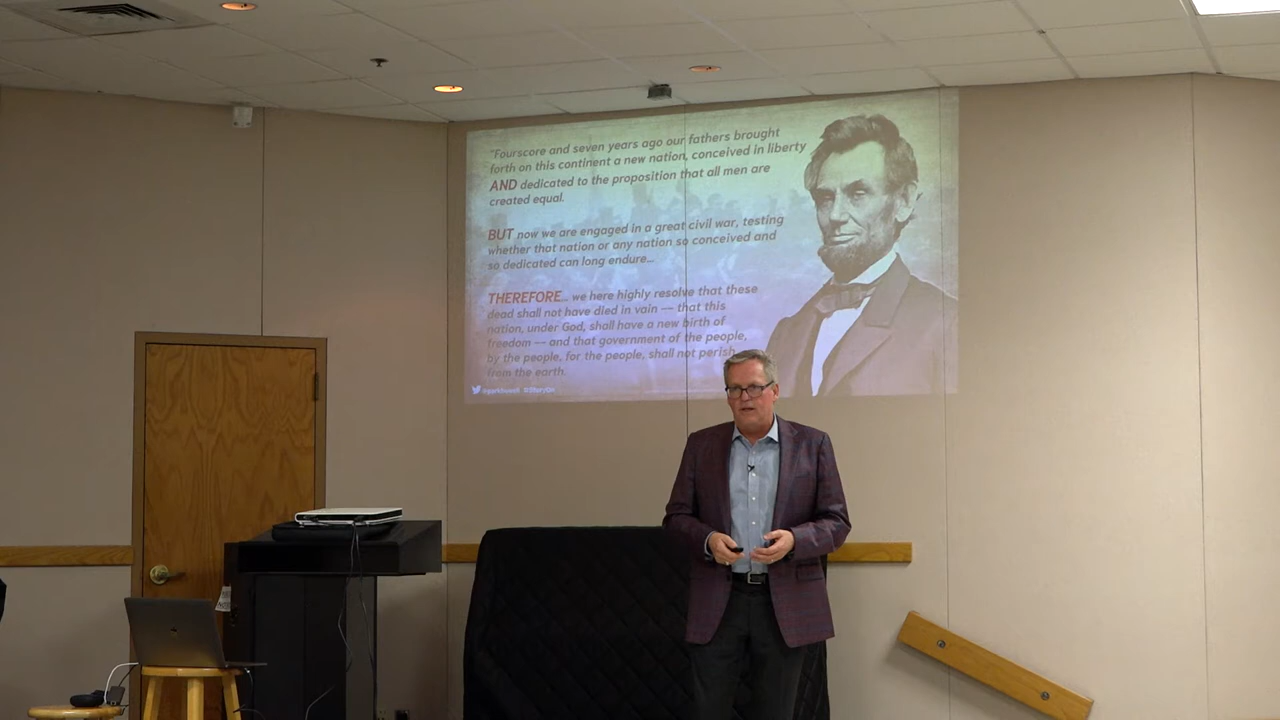 "Fourscore and seven years ago our fathers brought
forth on this continent a new nation, conceived in liberty
AND dedicated to the proposition that all men are
created equal.
BUT now we are engaged in a great civil war, testing
whether that nation or any nation so conceived and
so dedicated can long endure...
THEREFORE... we here highly resolve that these
dead shall not have died in vain — that this
nation, under God, shall have a new birth of
freedom — and that government of the people,
by the people, for the people, shall not perish
from the earth.